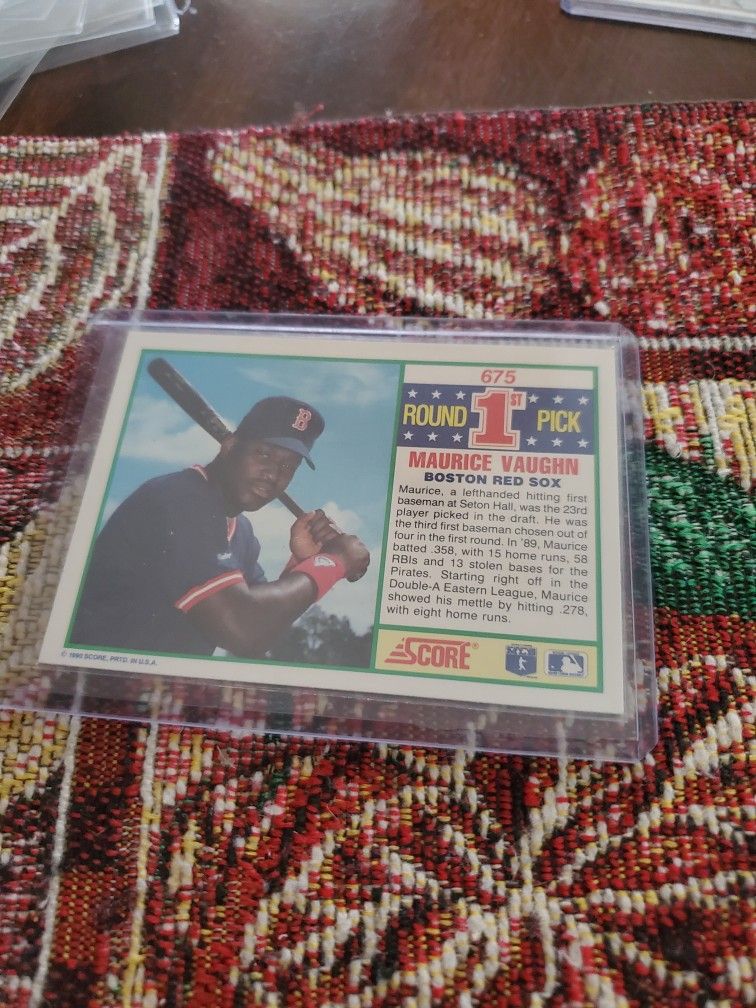 675
ROUND 1ST PICK
MAURICE VAUGHN
BOSTON RED SOX
Maurice, a lefthanded hitting first
baseman at Seton Hall, was the 23rd
player picked in the draft. He was
the third first baseman chosen out of
four in the first round. In '89, Maurice
batted .358, with 15 home runs, 58
RBIs and 13 stolen bases for the
Pirates. Starting right off in the
Double-A Eastern League, Maurice
showed his mettle by hitting .278,
with eight home runs.
B
SCORE®
© 1990 SCORE, PRTD. IN U.S.A.